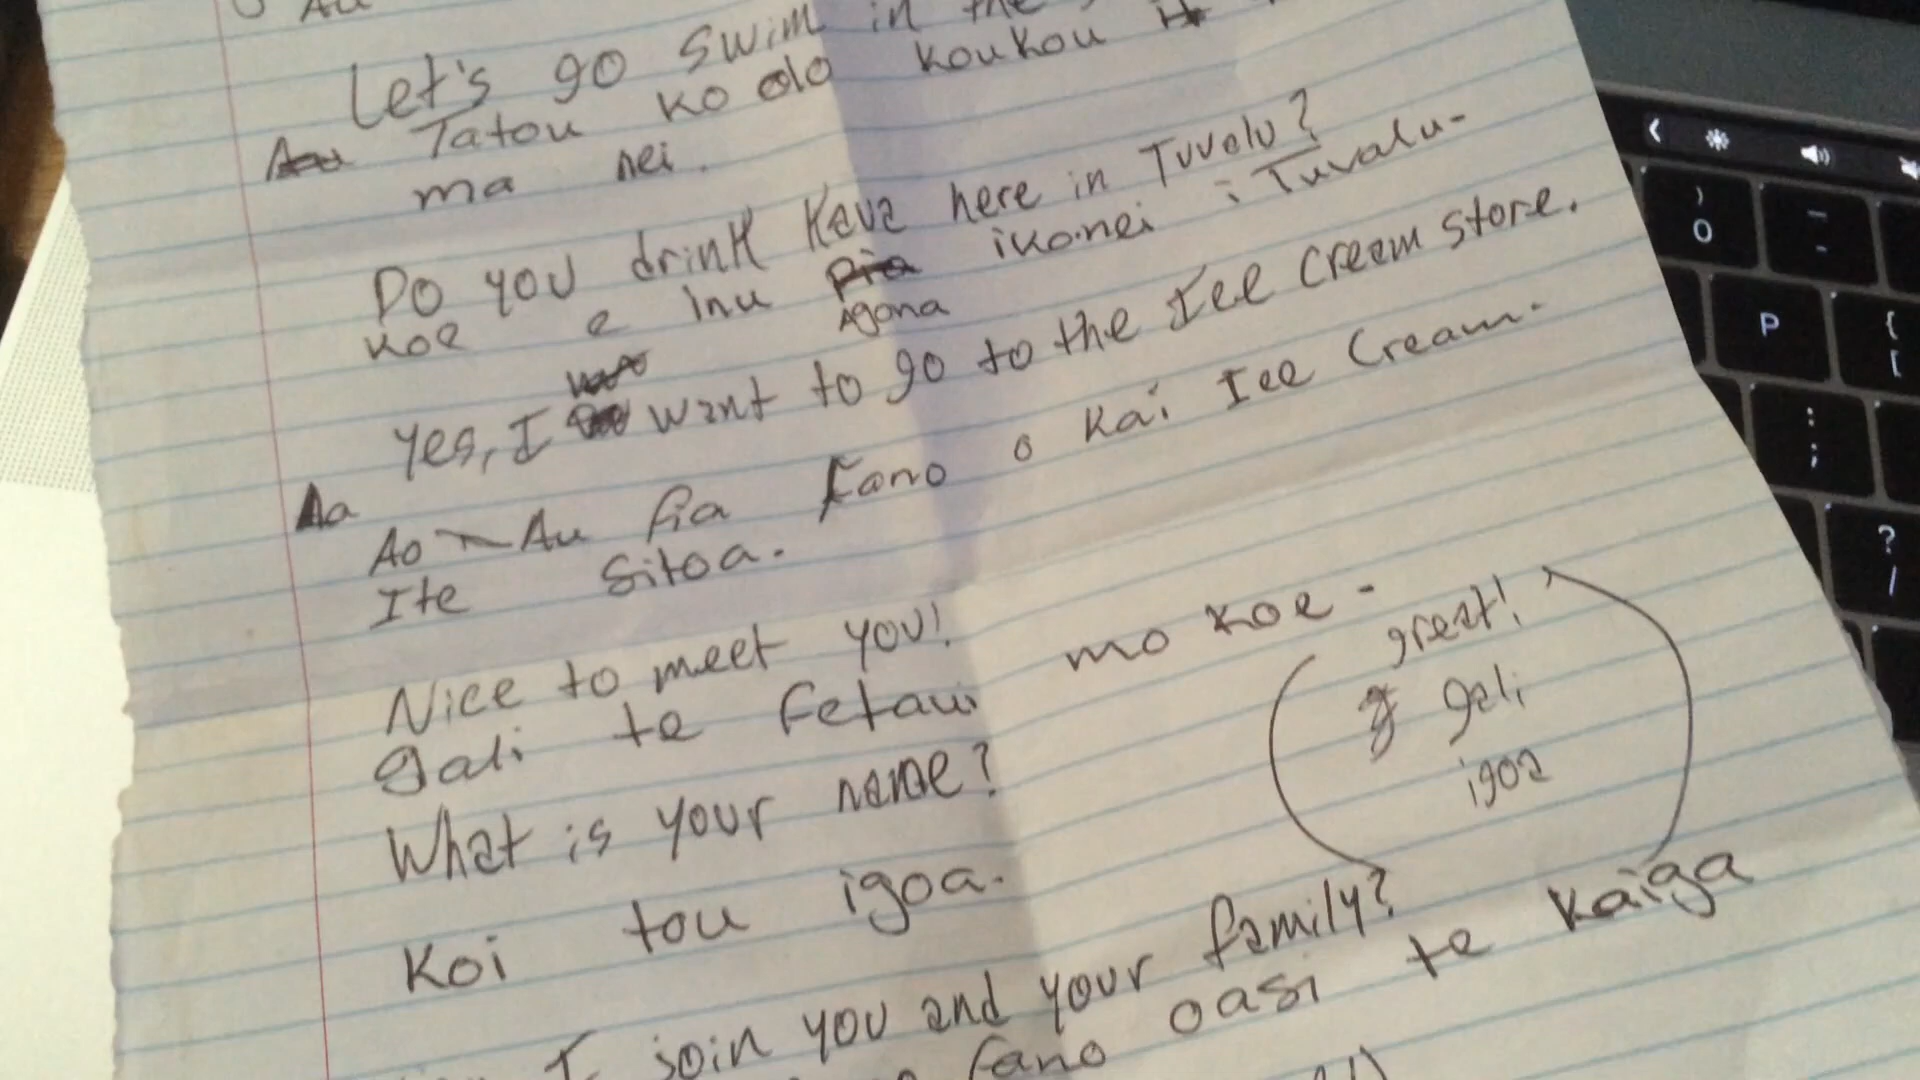 Au
Let's go swim in the
Tatou ko olo koukou
ma nei.
Do you drink Kava here in Tuvalu?
koe e inu Agona ikonei i Tuvalu-
Yes, I want to go to the Ice Cream store.
Aa
Ao Au fia Fano o Kai Ice Cream.
Ite Sitoa.
Nice to meet you!
gali te fetaui mo koe-
great!
gali
igoa
What is your name?
Koi tou igoa.
I join you and your family?
fano oasi te kaiga